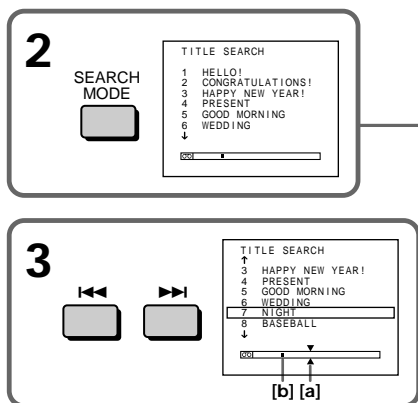 2
SEARCH
MODE
TITLE SEARCH
1 HELLO!
2 CONGRATULATIONS!
3 HAPPY NEW YEAR!
4 PRESENT
5 GOOD MORNING
6 WEDDING
3
TITLE SEARCH
3 HAPPY NEW YEAR!
4 PRESENT
5 GOOD MORNING
6 WEDDING
7 NIGHT
8 BASEBALL
[b] [a]